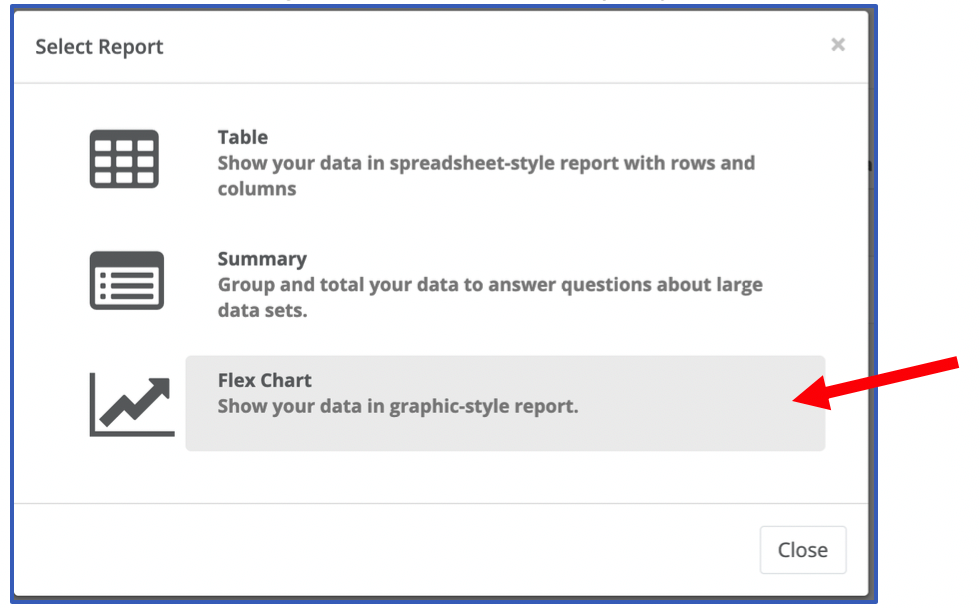 Select Report
×
Table
Show your data in spreadsheet-style report with rows and
columns
Summary
Group and total your data to answer questions about large
data sets.
Flex Chart
Show your data in graphic-style report.
Close